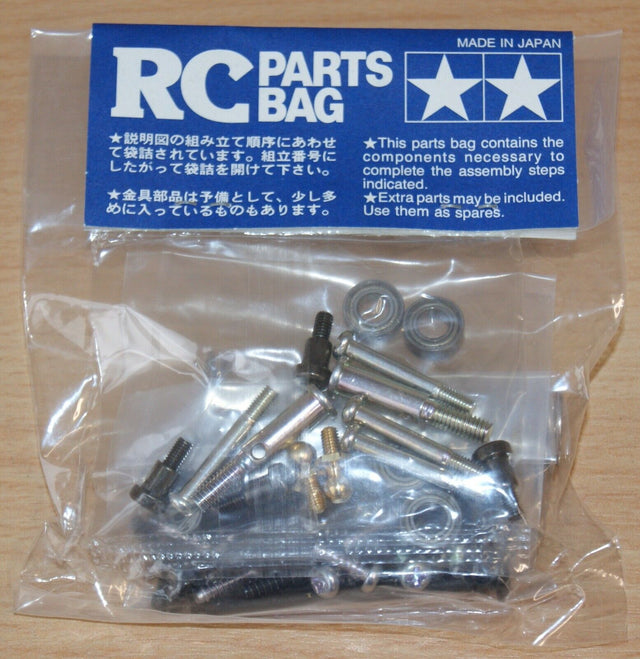 MADE IN JAPAN
RC PARTS BAG
★説明図の組み立て順序にあわせ
て袋詰されています。組立番号に
したがって袋詰を開けて下さい。
★金具部品は予備として、少し多
めに入っているものもあります。
★This parts bag contains the
components necessary to
complete the assembly steps
indicated.
★Extra parts may be included.
Use them as spares.